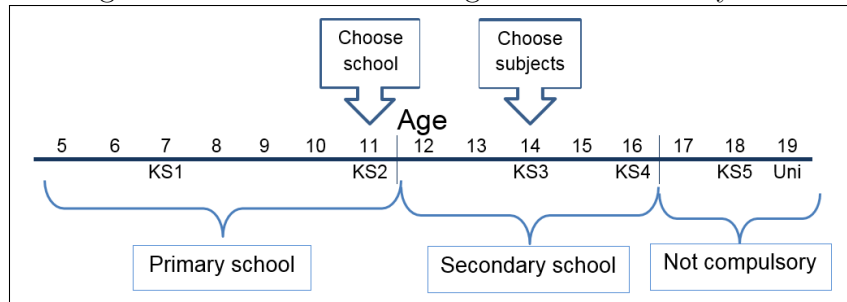 Choose
school
Choose
subjects
Age
5 6 7 8 9 10 11 12 13 14 15 16 17 18 19
KS1 KS2 KS3 KS4 KS5 Uni
Primary school
Secondary school
Not compulsory